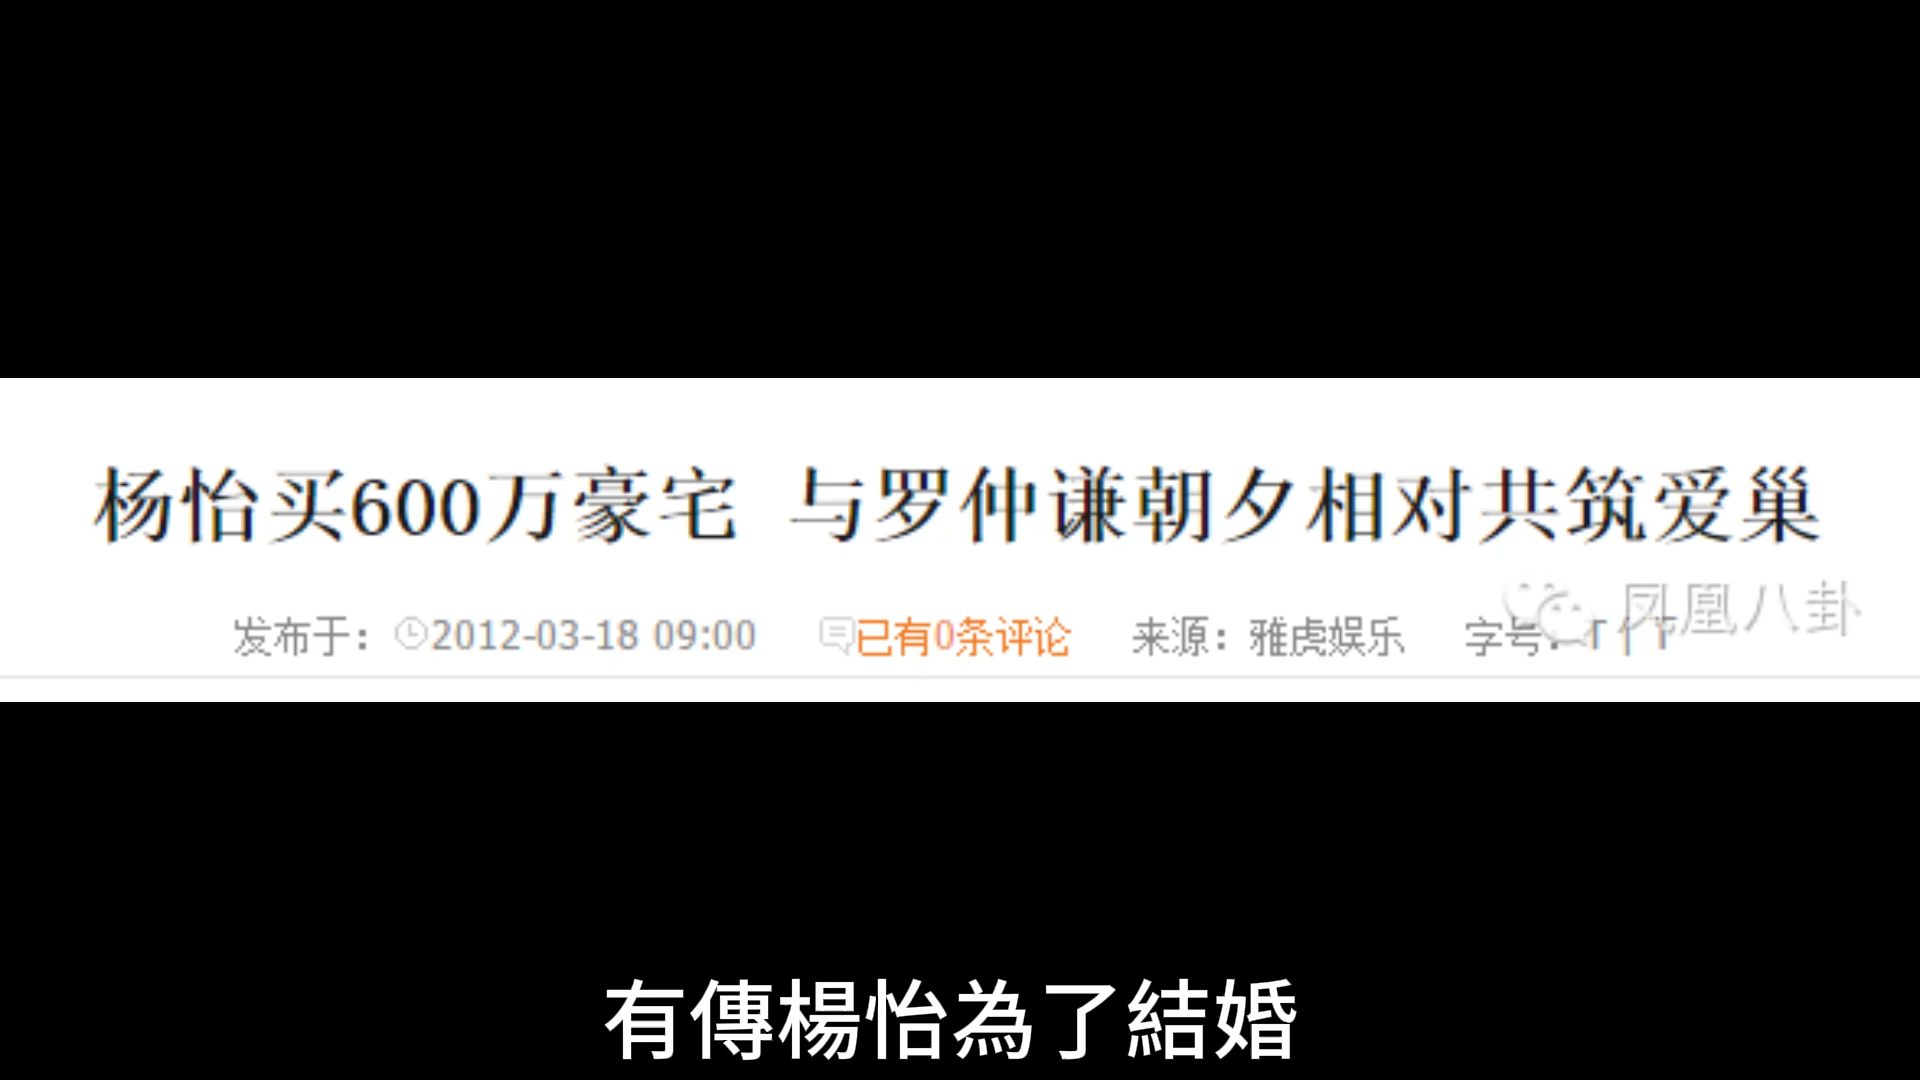 杨怡买600万豪宅 与罗仲谦朝夕相对共筑爱巢
凤凰八卦
发布于：2012-03-18 09:00 已有0条评论 来源：雅虎娱乐 字号：T | T
有傳楊怡為了結婚